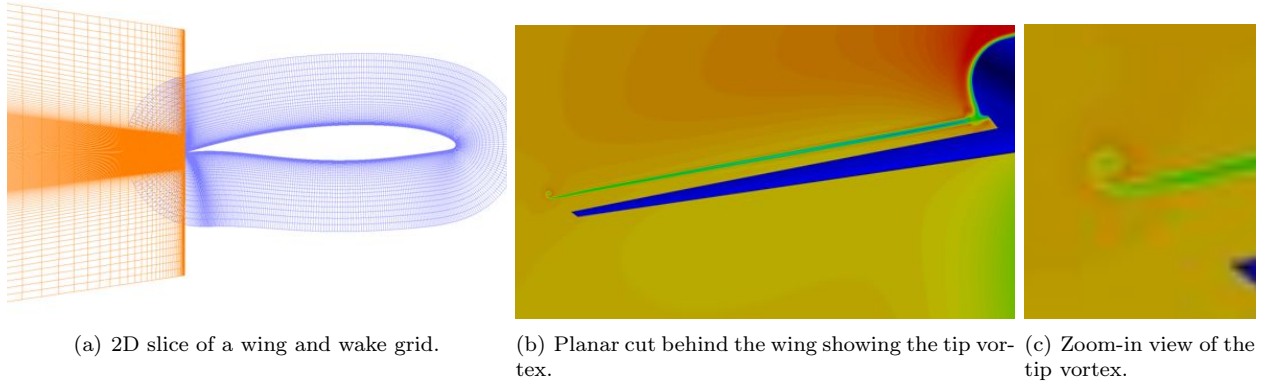 (a) 2D slice of a wing and wake grid.
(b) Planar cut behind the wing showing the tip vor-
tex.
(c) Zoom-in view of the
tip vortex.